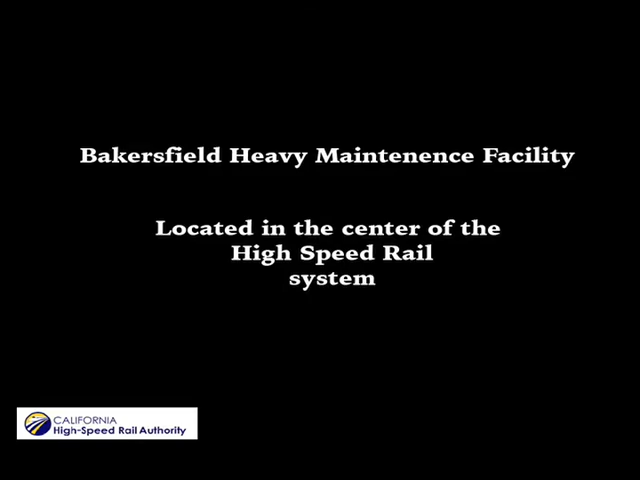 Bakersfield Heavy Maintenence Facility
Located in the center of the
High Speed Rail
system
CALIFORNIA
High-Speed Rail Authority